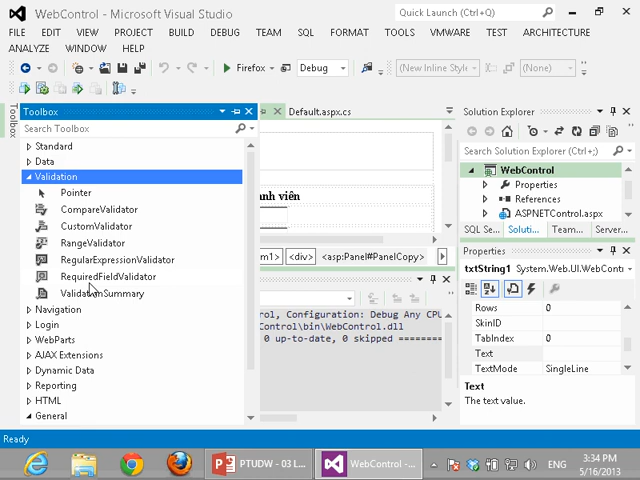 WebControl - Microsoft Visual Studio
Quick Launch (Ctrl+Q)
FILE EDIT VIEW PROJECT BUILD DEBUG TEAM SQL FORMAT TOOLS VMWARE TEST ARCHITECTURE
ANALYZE WINDOW HELP
Firefox Debug (New Inline Style) (None)
Toolbox
Toolbox
Search Toolbox
Standard
Data
Validation
Pointer
CompareValidator
CustomValidator
RangeValidator
RegularExpressionValidator
RequiredFieldValidator
ValidationSummary
Navigation
Login
WebParts
AJAX Extensions
Dynamic Data
Reporting
HTML
General
Default.aspx.cs
anh viên
m1> <div> <asp:Panel#PanelCopy>
ol, Configuration: Debug Any CPU
ontrol\bin\WebControl.dll
0 up-to-date, 0 skipped
Solution Explorer
Search Solution Explorer (Ctrl+;)
WebControl
Properties
References
ASPNETControl.aspx
SQL Se... Soluti... Team... Server...
Properties
txtString1 System.Web.UI.WebContr
Rows 0
SkinID
TabIndex 0
Text
TextMode SingleLine
Text
The text value.
Ready
PTUDW - 03 L...
WebControl -...
ENG
3:34 PM
5/16/2013